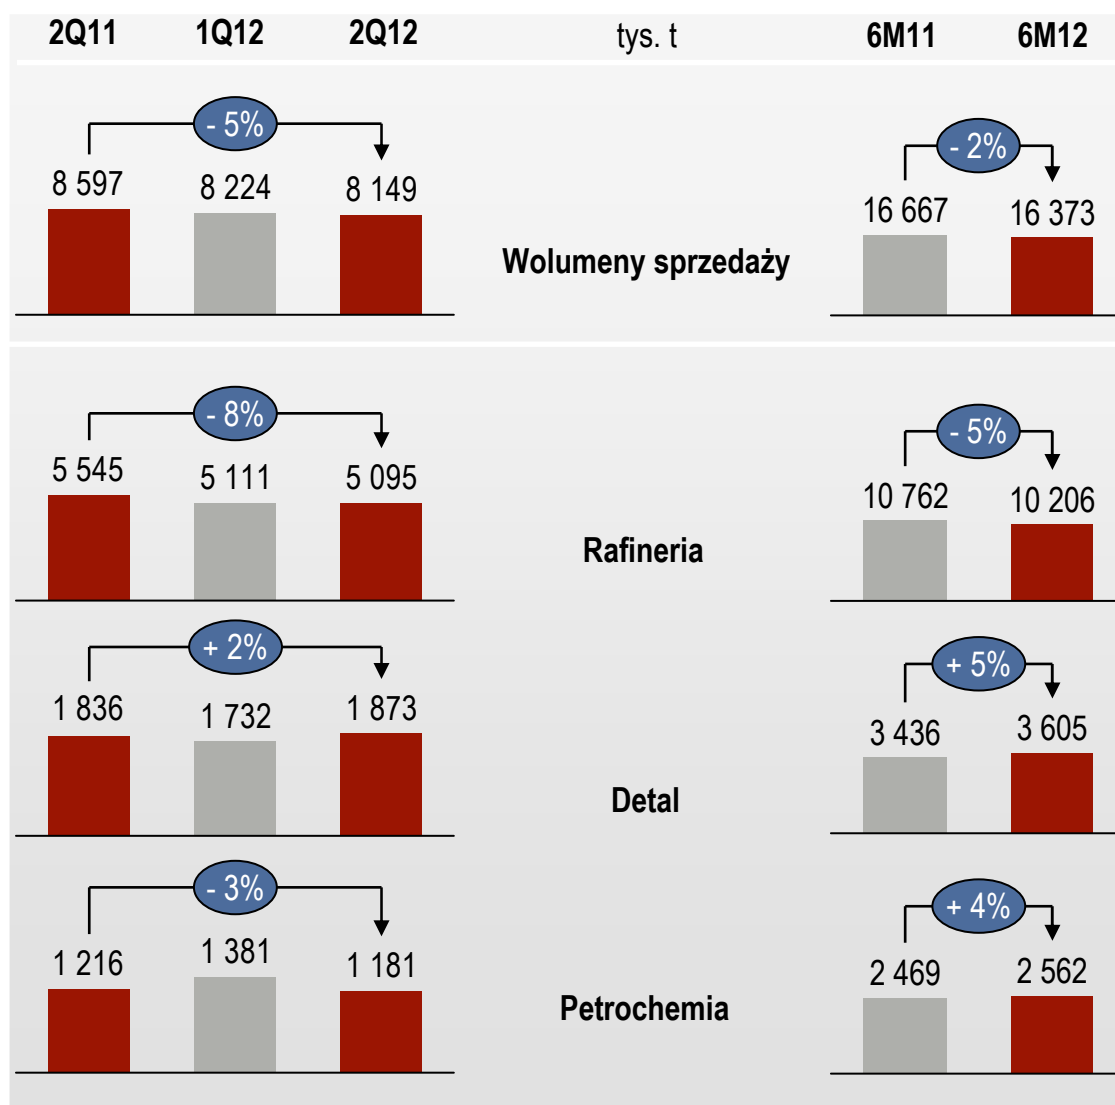 2Q11 1Q12 2Q12 tys. t 6M11 6M12
- 5% - 2%
8 597 8 224 8 149 16 667 16 373
Wolumeny sprzedaży
- 8% - 5%
5 545 5 111 5 095 10 762 10 206
Rafineria
+ 2% + 5%
1 836 1 732 1 873 3 436 3 605
Detal
- 3% + 4%
1 216 1 381 1 181 2 469 2 562
Petrochemia